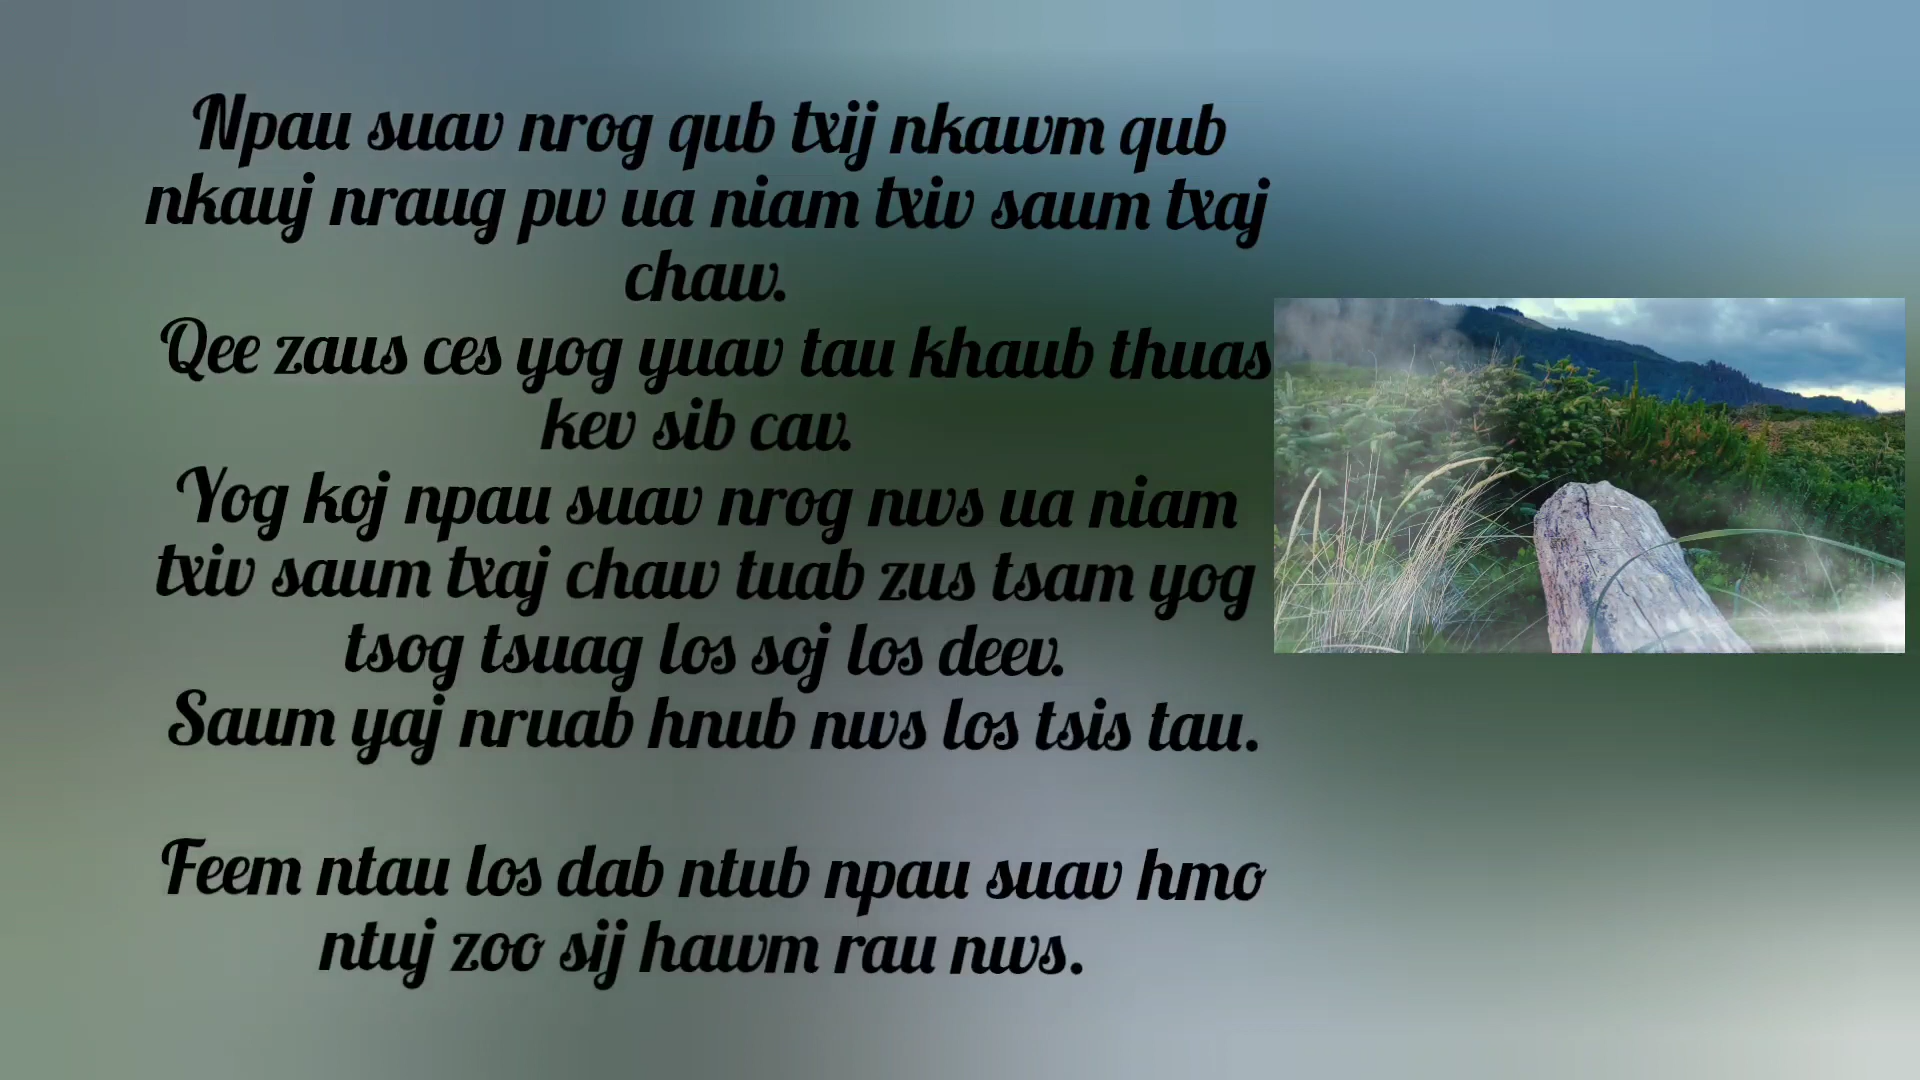 Npau suav nrog qub txij nkawm qub
nkauj nraug pw ua niam txiv saum txaj
chaw.
Qee zaus ces yog yuav tau khaub thuas
kev sib cav.
Yog koj npau suav nrog nws ua niam
txiv saum txaj chaw tuab zus tsam yog
tsog tsuag los soj los deev.
Saum yaj nruab hnub nws los tsis tau.
Feem ntau los dab ntub npau suav hmo
ntuj zoo sij hawm rau nws.